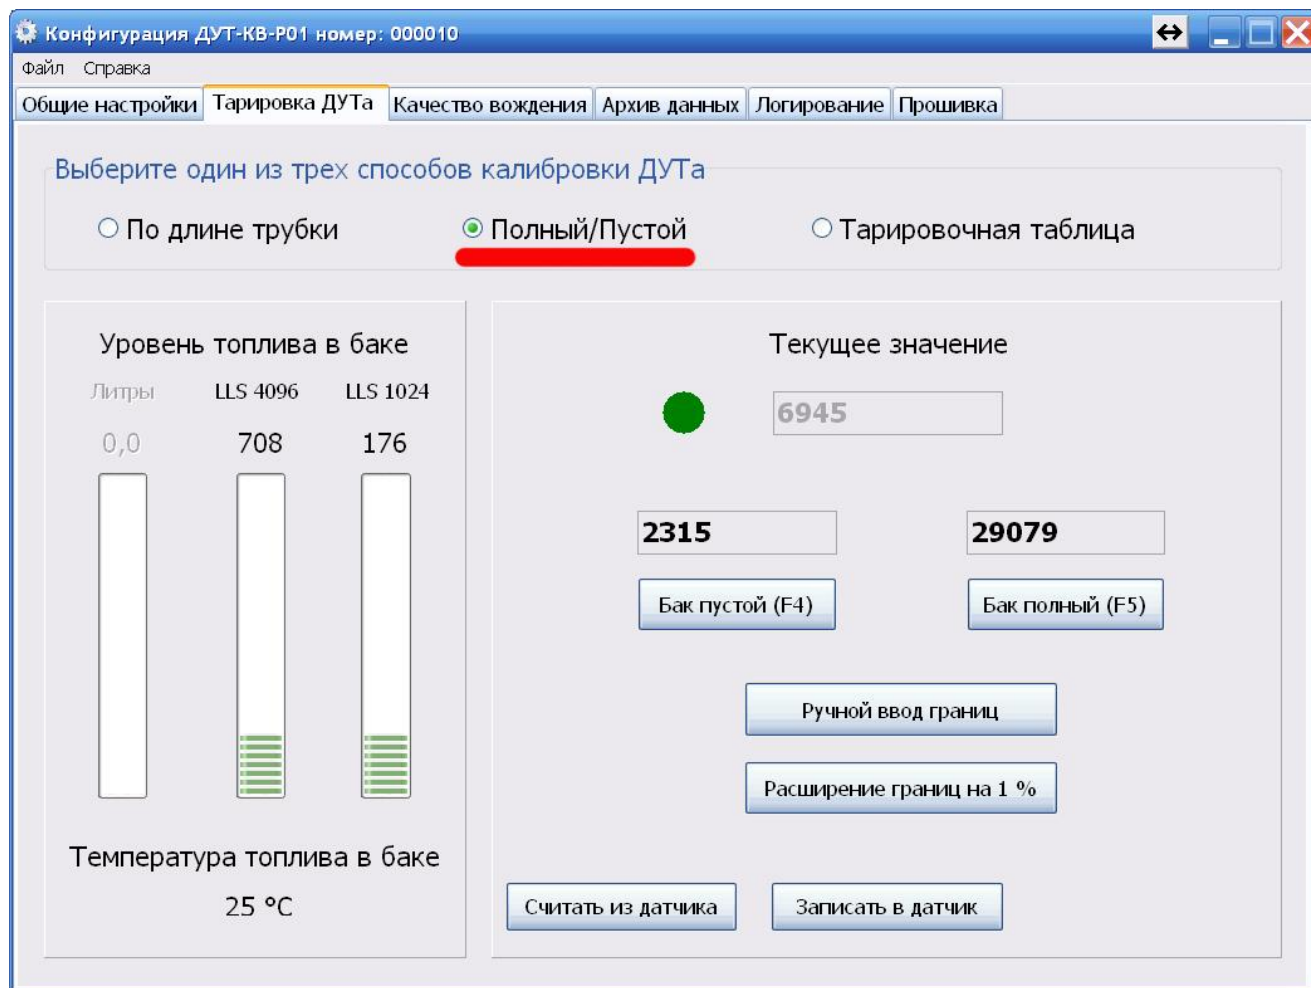 Конфигурация ДУТ-КВ-Р01 номер: 000010
Файл Справка
Общие настройки Тарировка ДУТа Качество вождения Архив данных Логирование Прошивка
Выберите один из трех способов калибровки ДУТа
По длине трубки Полный/Пустой Тарировочная таблица
Уровень топлива в баке
Литры LLS 4096 LLS 1024
0,0 708 176
Температура топлива в баке
25 °C
Текущее значение
6945
2315 29079
Бак пустой (F4) Бак полный (F5)
Ручной ввод границ
Расширение границ на 1 %
Считать из датчика Записать в датчик